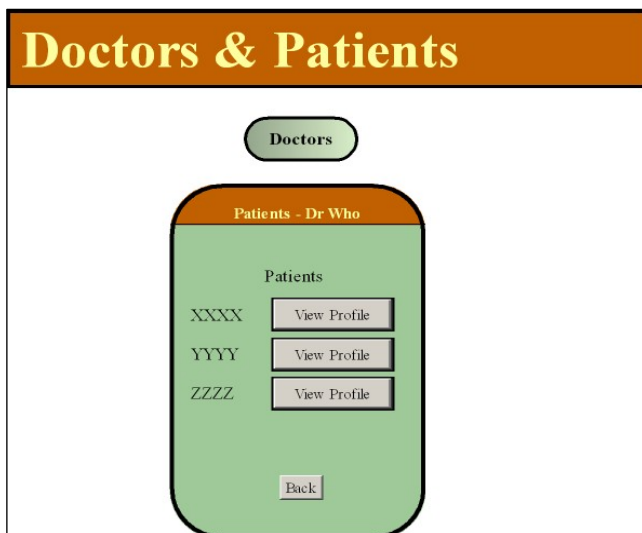 Doctors & Patients
Doctors
Patients - Dr Who
Patients
XXXX View Profile
YYYY View Profile
ZZZZ View Profile
Back